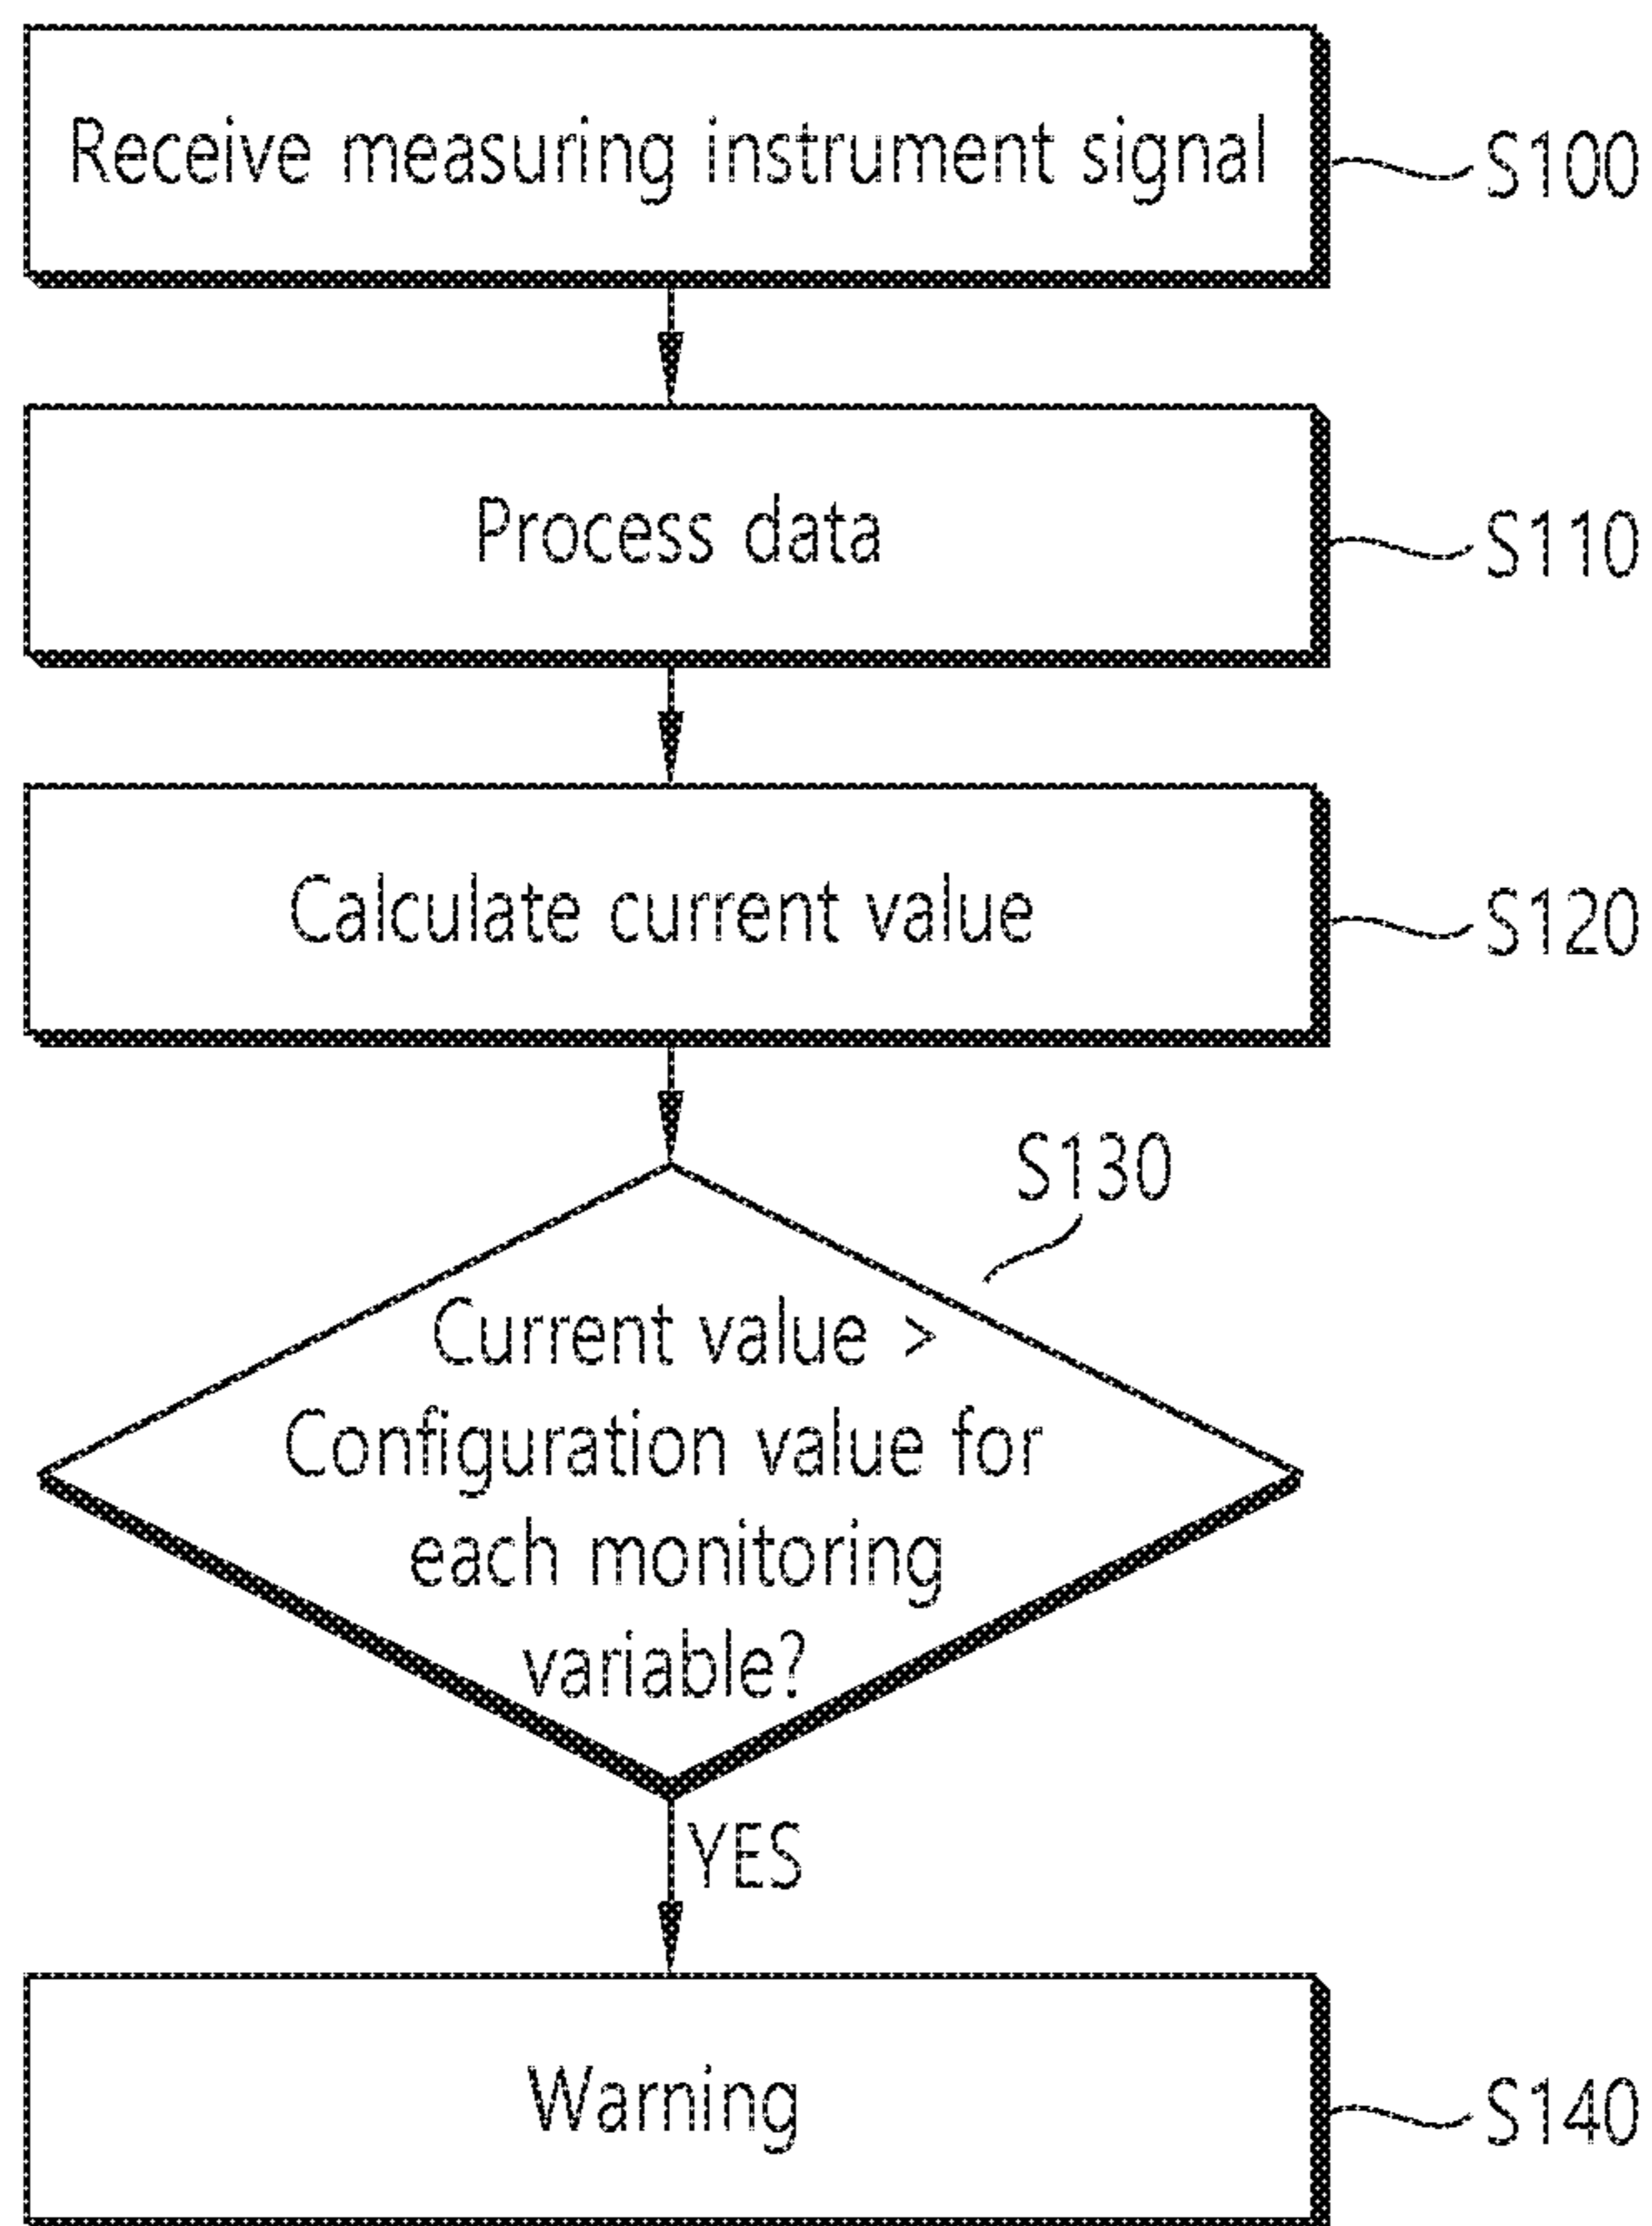 Receive measuring instrument signal
S100
Process data
S110
Calculate current value
S120
S130
Current value >
Configuration value for
each monitoring
variable?
YES
Warning
S140